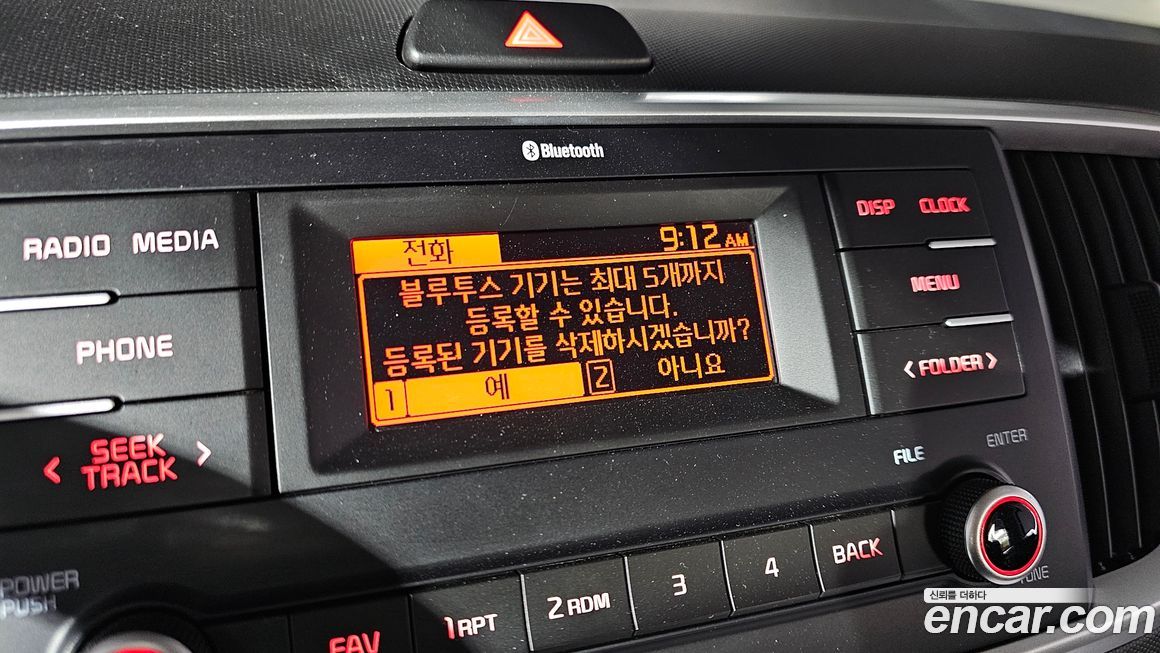 Bluetooth
RADIO MEDIA
PHONE
< SEEK >
TRACK
전화 9:12 AM
블루투스 기기는 최대 5개까지
등록할 수 있습니다.
등록된 기기를 삭제하시겠습니까?
1 예 2 아니요
DISP CLOCK
MENU
< FOLDER >
FILE
ENTER
TUNE
POWER
PUSH
FAV
1 RPT
2 RDM
3
4
BACK
신뢰를 더하다
encar.com